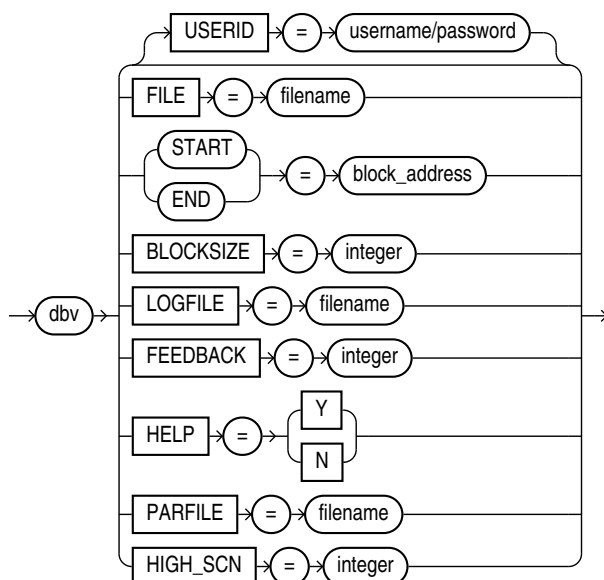 USERID = username/password
FILE = filename
START
= block_address
END
BLOCKSIZE = integer
dbv
LOGFILE = filename
FEEDBACK = integer
Y
HELP =
N
PARFILE = filename
HIGH_SCN = integer